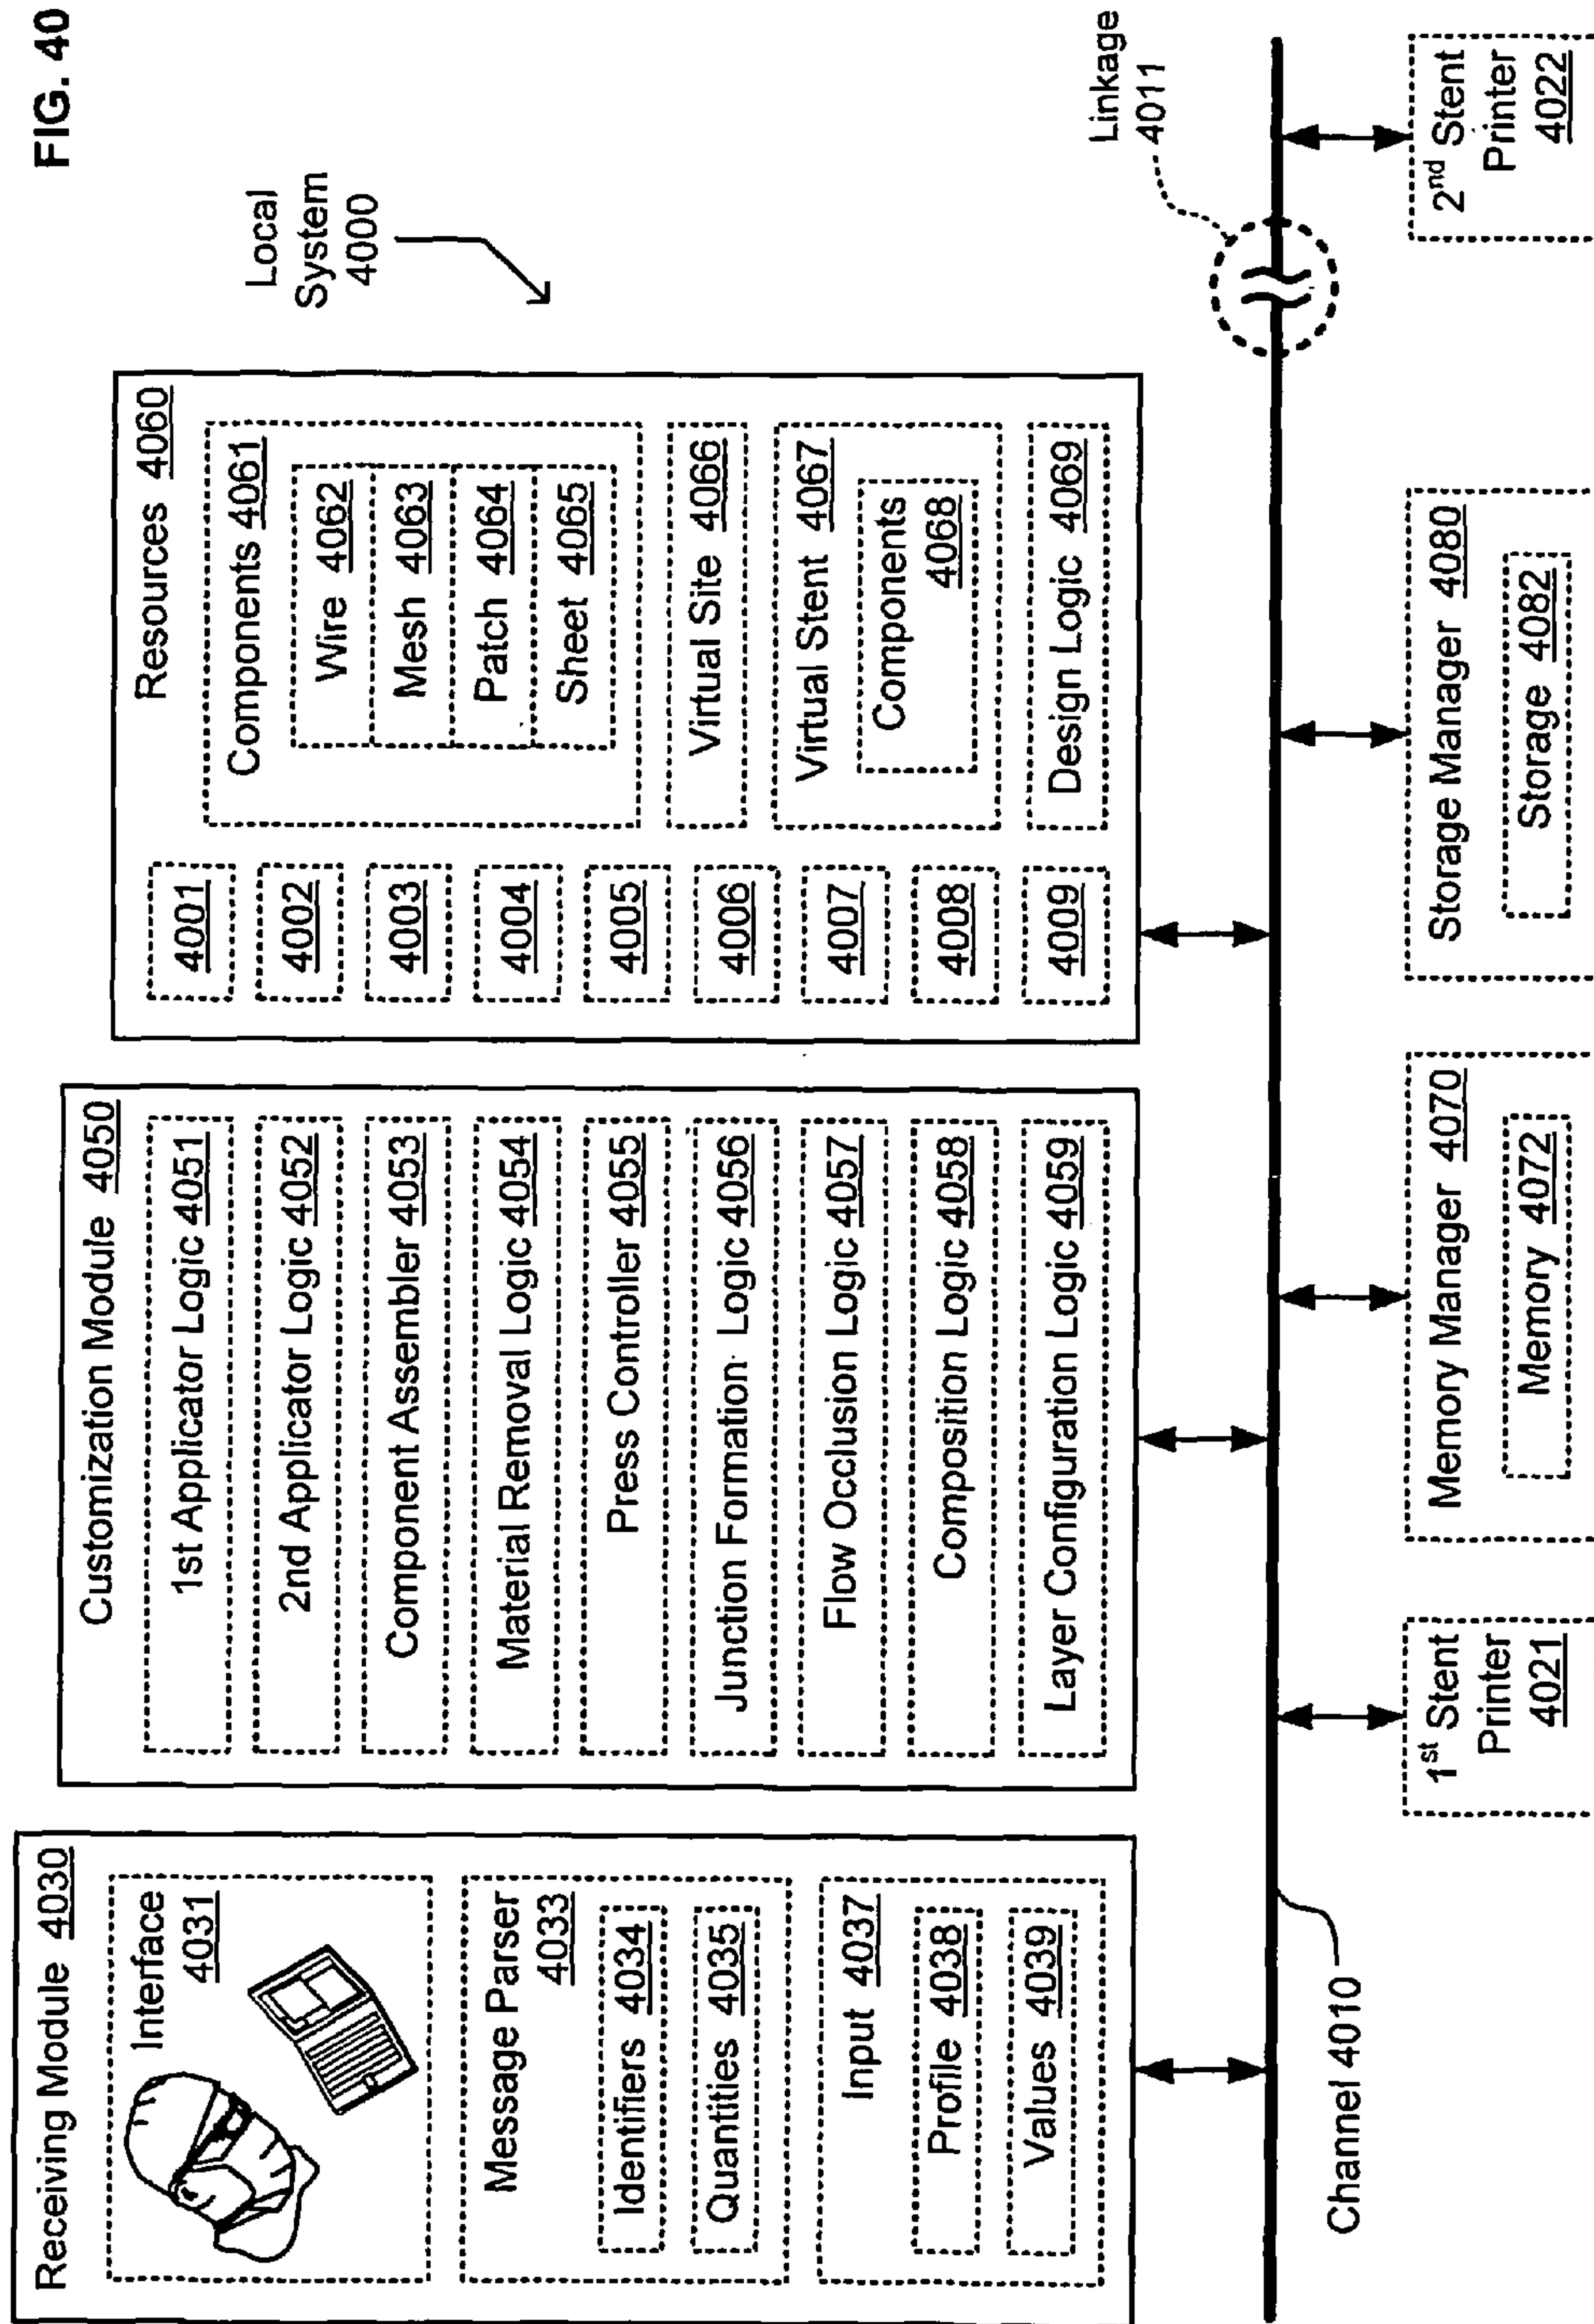 FIG. 40
Local
System
4000
Receiving Module 4030
Interface
4031
Message Parser
4033
Identifiers 4034
Quantities 4035
Input 4037
Profile 4038
Values 4039
Customization Module 4050
1st Applicator Logic 4051
2nd Applicator Logic 4052
Component Assembler 4053
Material Removal Logic 4054
Press Controller 4055
Junction Formation Logic 4056
Flow Occlusion Logic 4057
Composition Logic 4058
Layer Configuration Logic 4059
Resources 4060
4001
4002
4003
4004
4005
4006
4007
4008
4009
Components 4061
Wire 4062
Mesh 4063
Patch 4064
Sheet 4065
Virtual Site 4066
Virtual Stent 4067
Components
4068
Design Logic 4069
Linkage
4011
Channel 4010
1st Stent
Printer
4021
Memory Manager 4070
Memory 4072
Storage Manager 4080
Storage 4082
2nd Stent
Printer
4022